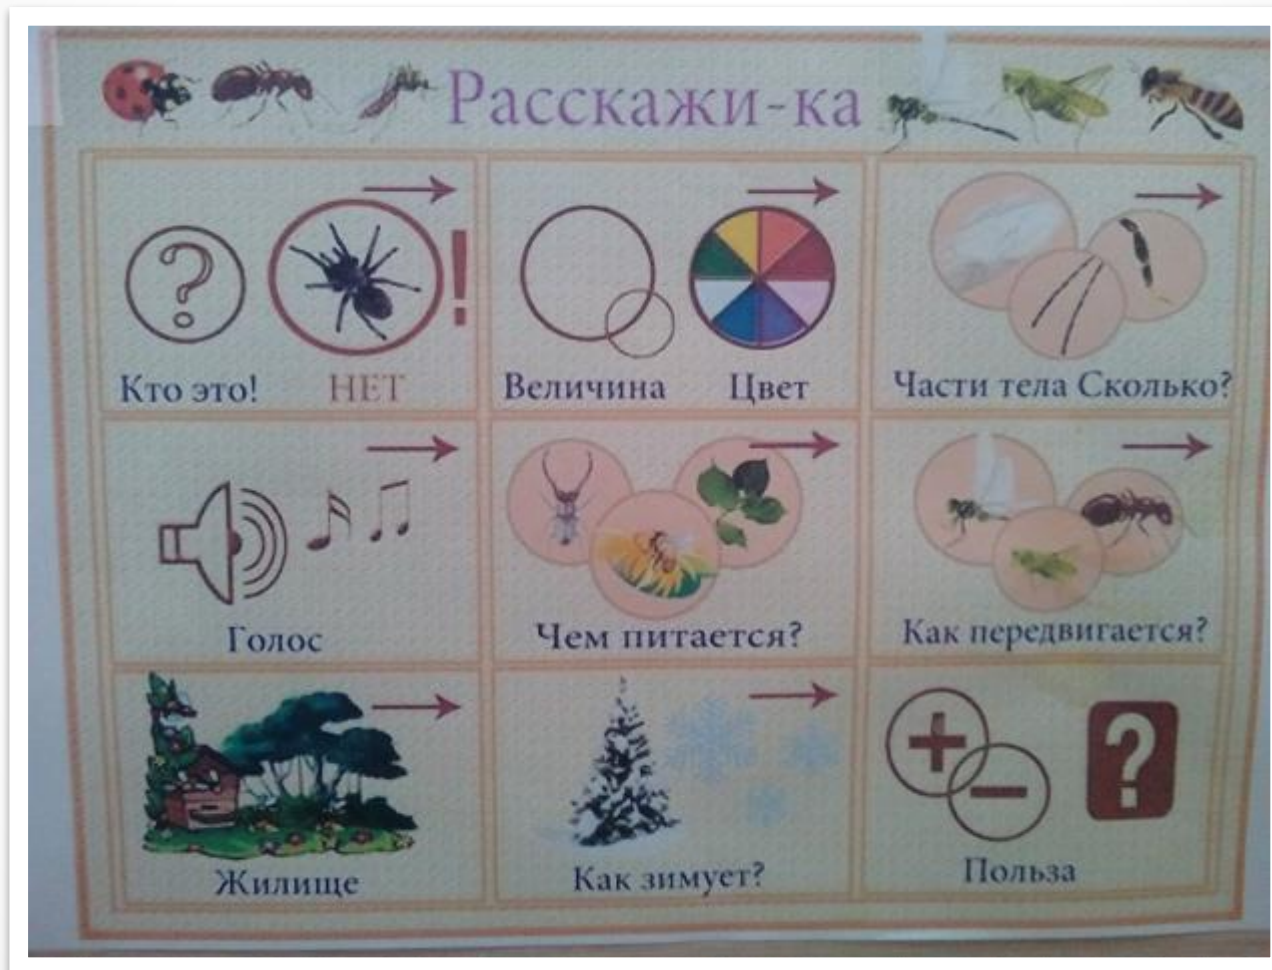 Расскажи-ка
Кто это! НЕТ !
Величина Цвет
Части тела Сколько?
Голос
Чем питается?
Как передвигается?
Жилище
Как зимует?
Польза